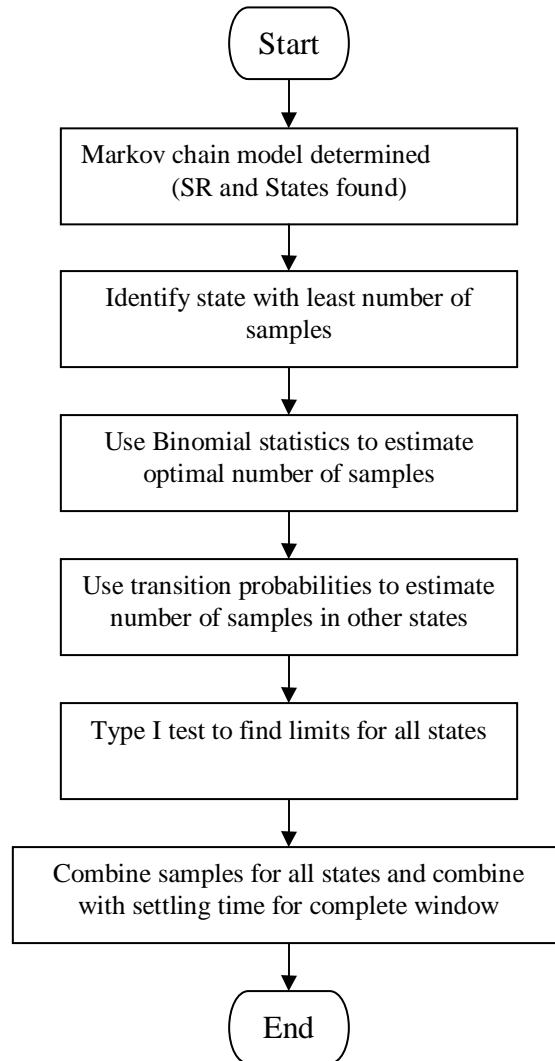 Start
Markov chain model determined
(SR and States found)
Identify state with least number of
samples
Use Binomial statistics to estimate
optimal number of samples
Use transition probabilities to estimate
number of samples in other states
Type I test to find limits for all states
Combine samples for all states and combine
with settling time for complete window
End